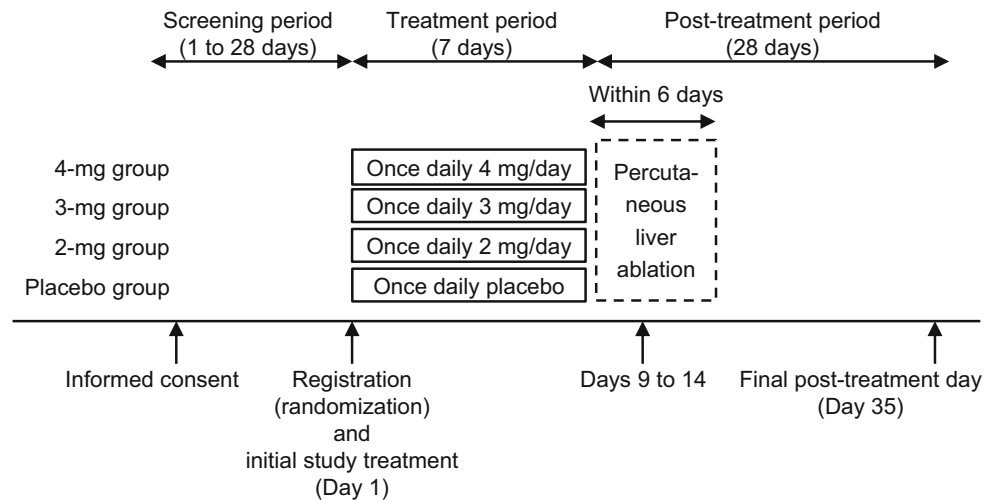 Screening period
(1 to 28 days)
Treatment period
(7 days)
Post-treatment period
(28 days)
Within 6 days
4-mg group
Once daily 4 mg/day
3-mg group
Once daily 3 mg/day
2-mg group
Once daily 2 mg/day
Placebo group
Once daily placebo
Percuta-
neous
liver
ablation
Informed consent
Registration
(randomization)
and
initial study treatment
(Day 1)
Days 9 to 14
Final post-treatment day
(Day 35)